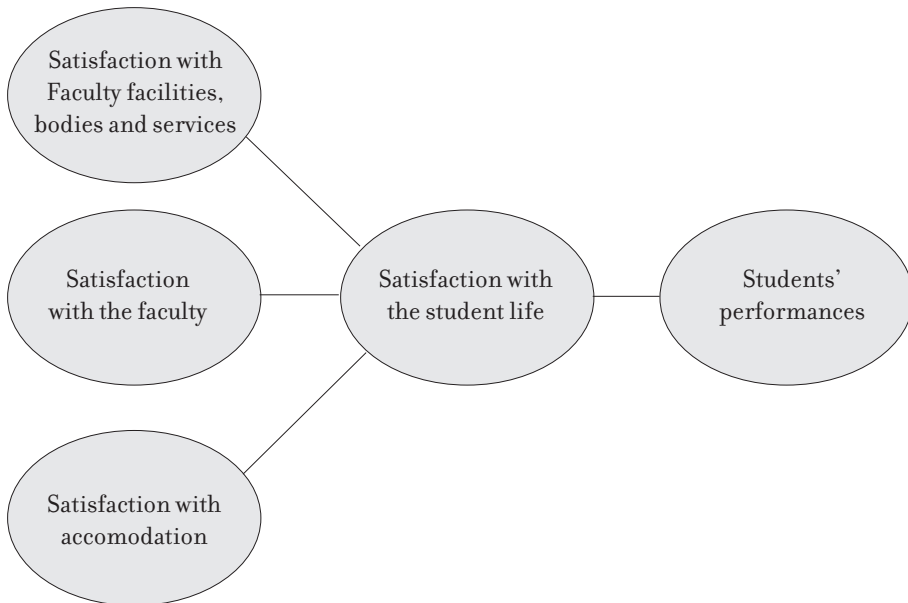 Satisfaction with
Faculty facilities,
bodies and services
Satisfaction
with the faculty
Satisfaction with
accomodation
Satisfaction with
the student life
Students’
performances